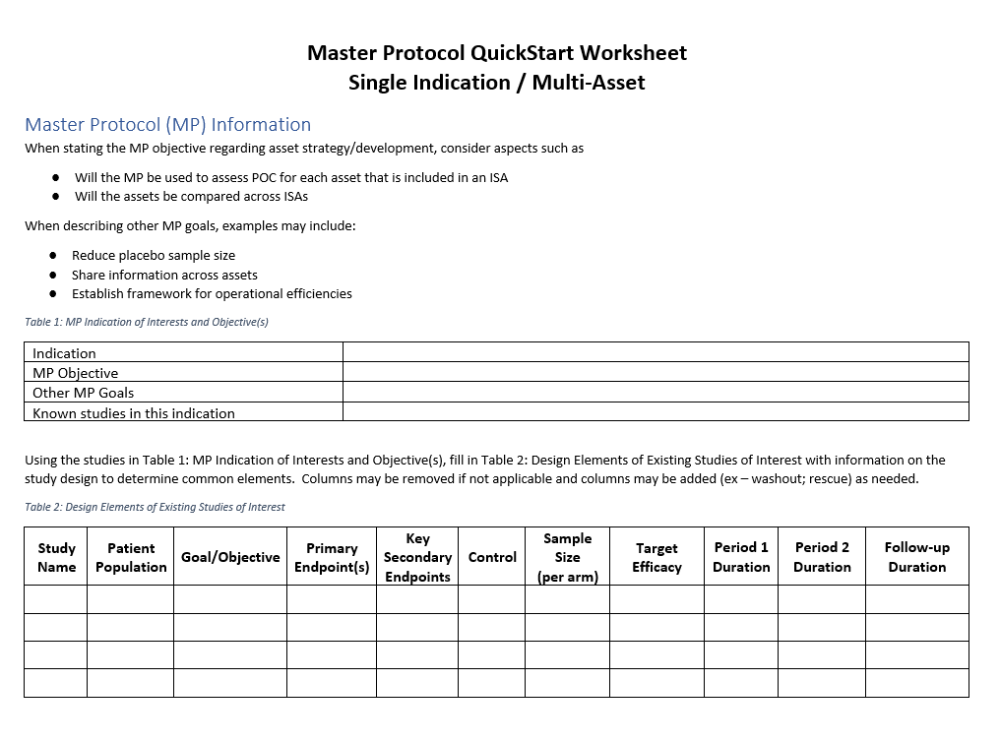 Master Protocol QuickStart Worksheet
Single Indication / Multi-Asset
Master Protocol (MP) Information
When stating the MP objective regarding asset strategy/development, consider aspects such as
● Will the MP be used to assess POC for each asset that is included in an ISA
● Will the assets be compared across ISAs
When describing other MP goals, examples may include:
● Reduce placebo sample size
● Share information across assets
● Establish framework for operational efficiencies
Table 1: MP Indication of Interests and Objective(s)
Indication
MP Objective
Other MP Goals
Known studies in this indication
Using the studies in Table 1: MP Indication of Interests and Objective(s), fill in Table 2: Design Elements of Existing Studies of Interest with information on the
study design to determine common elements.  Columns may be removed if not applicable and columns may be added (ex – washout; rescue) as needed.
Table 2: Design Elements of Existing Studies of Interest
Study
Name
Patient
Population
Goal/Objective
Primary
Endpoint(s)
Key
Secondary
Endpoints
Control
Sample
Size
(per arm)
Target
Efficacy
Period 1
Duration
Period 2
Duration
Follow-up
Duration